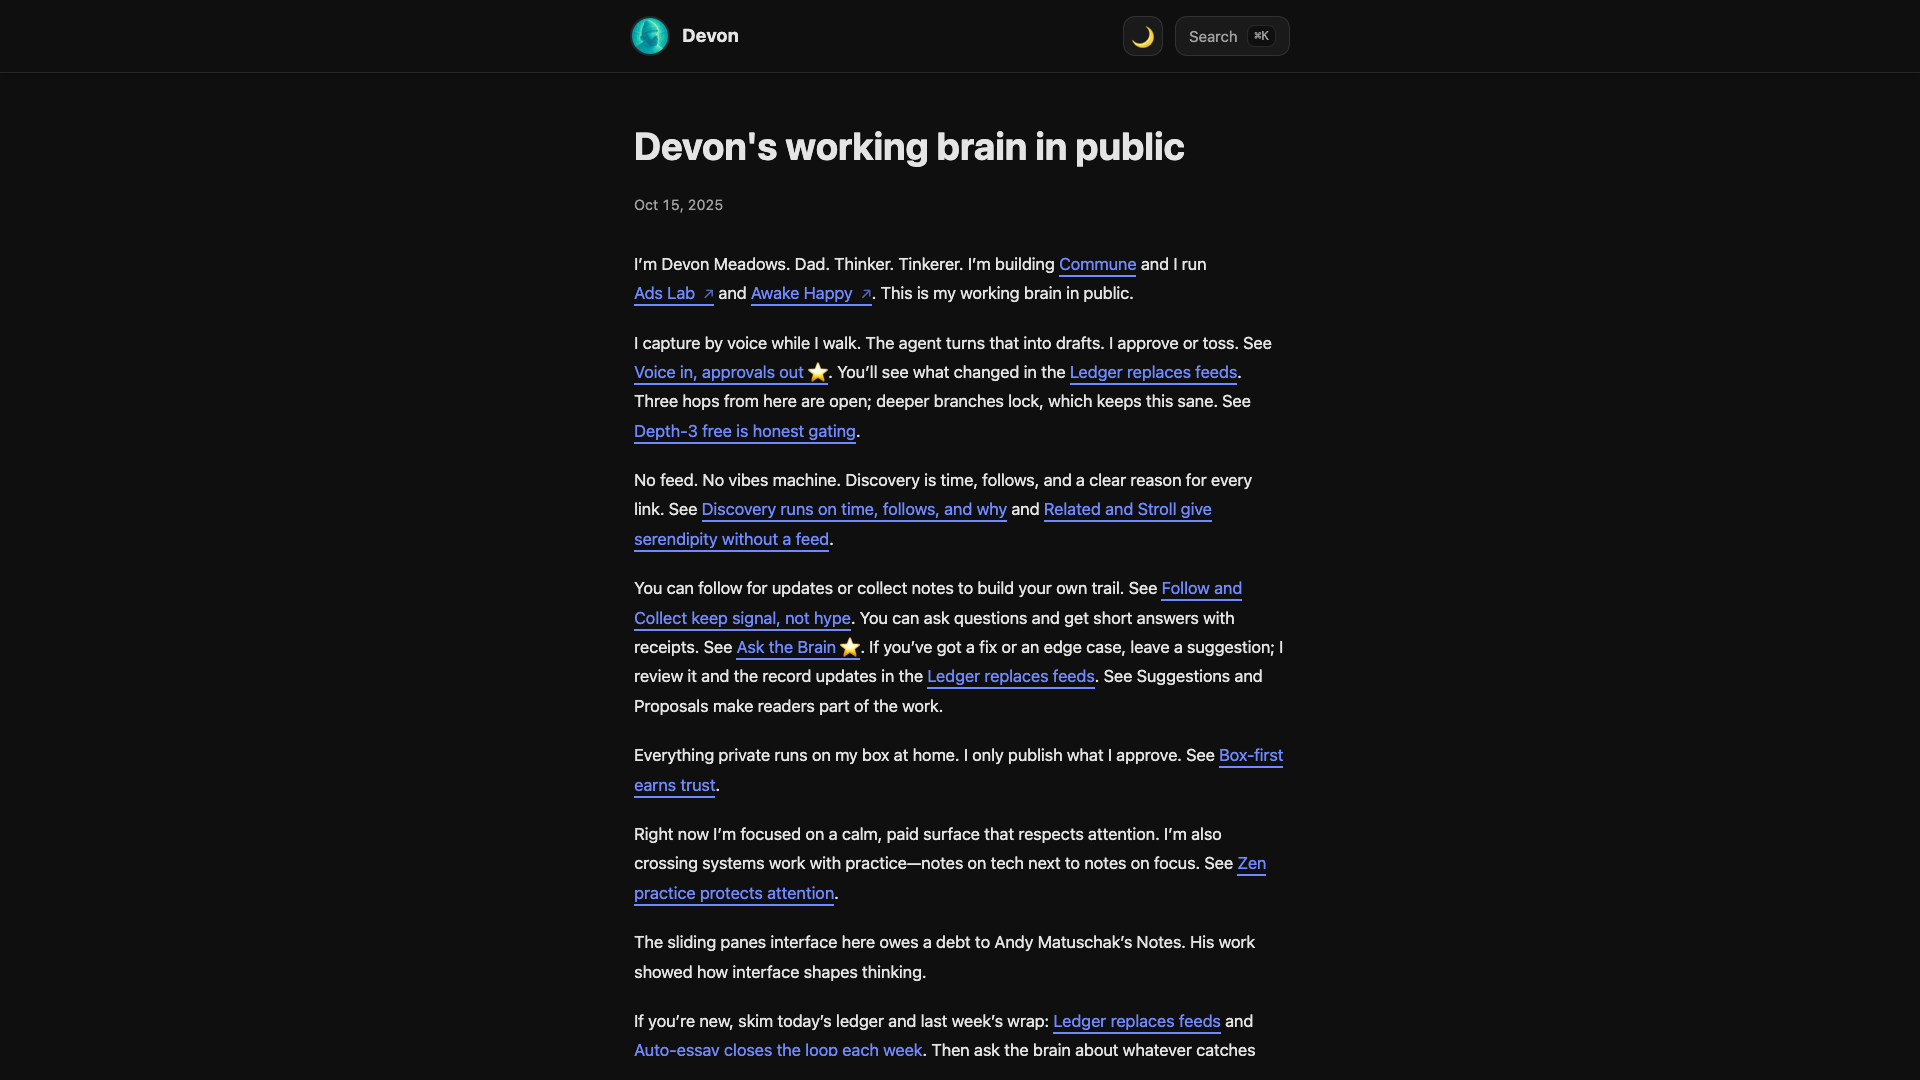 Devon
Search ⌘K
Devon's working brain in public
Oct 15, 2025
I’m Devon Meadows. Dad. Thinker. Tinkerer. I’m building Commune and I run
Ads Lab ↗ and Awake Happy ↗. This is my working brain in public.
I capture by voice while I walk. The agent turns that into drafts. I approve or toss. See
Voice in, approvals out ⭐. You’ll see what changed in the Ledger replaces feeds.
Three hops from here are open; deeper branches lock, which keeps this sane. See
Depth-3 free is honest gating.
No feed. No vibes machine. Discovery is time, follows, and a clear reason for every
link. See Discovery runs on time, follows, and why and Related and Stroll give
serendipity without a feed.
You can follow for updates or collect notes to build your own trail. See Follow and
Collect keep signal, not hype. You can ask questions and get short answers with
receipts. See Ask the Brain ⭐. If you’ve got a fix or an edge case, leave a suggestion; I
review it and the record updates in the Ledger replaces feeds. See Suggestions and
Proposals make readers part of the work.
Everything private runs on my box at home. I only publish what I approve. See Box-first
earns trust.
Right now I’m focused on a calm, paid surface that respects attention. I’m also
crossing systems work with practice—notes on tech next to notes on focus. See Zen
practice protects attention.
The sliding panes interface here owes a debt to Andy Matuschak’s Notes. His work
showed how interface shapes thinking.
If you’re new, skim today’s ledger and last week’s wrap: Ledger replaces feeds and
Auto-essay closes the loop each week. Then ask the brain about whatever catches